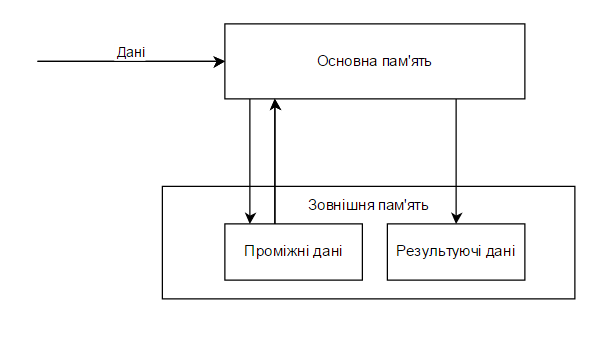 Дані
Основна пам'ять
Зовнішня пам'ять
Проміжні дані
Результуючі дані